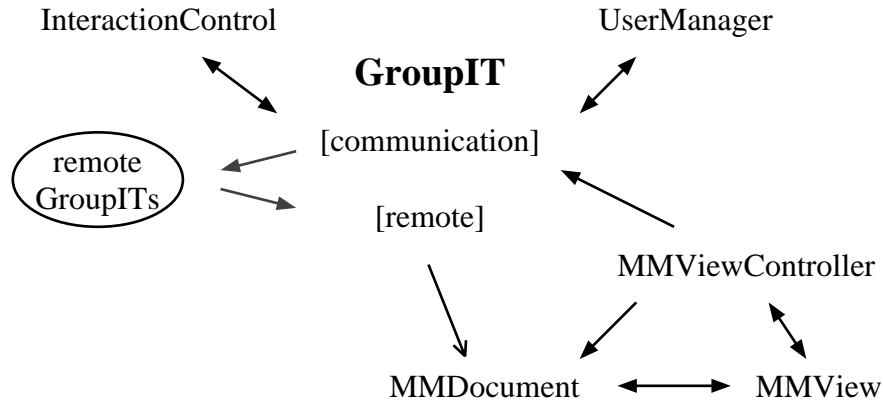 InteractionControl
UserManager
GroupIT
[communication]
remote
GroupITs
[remote]
MMViewController
MMDocument
MMView